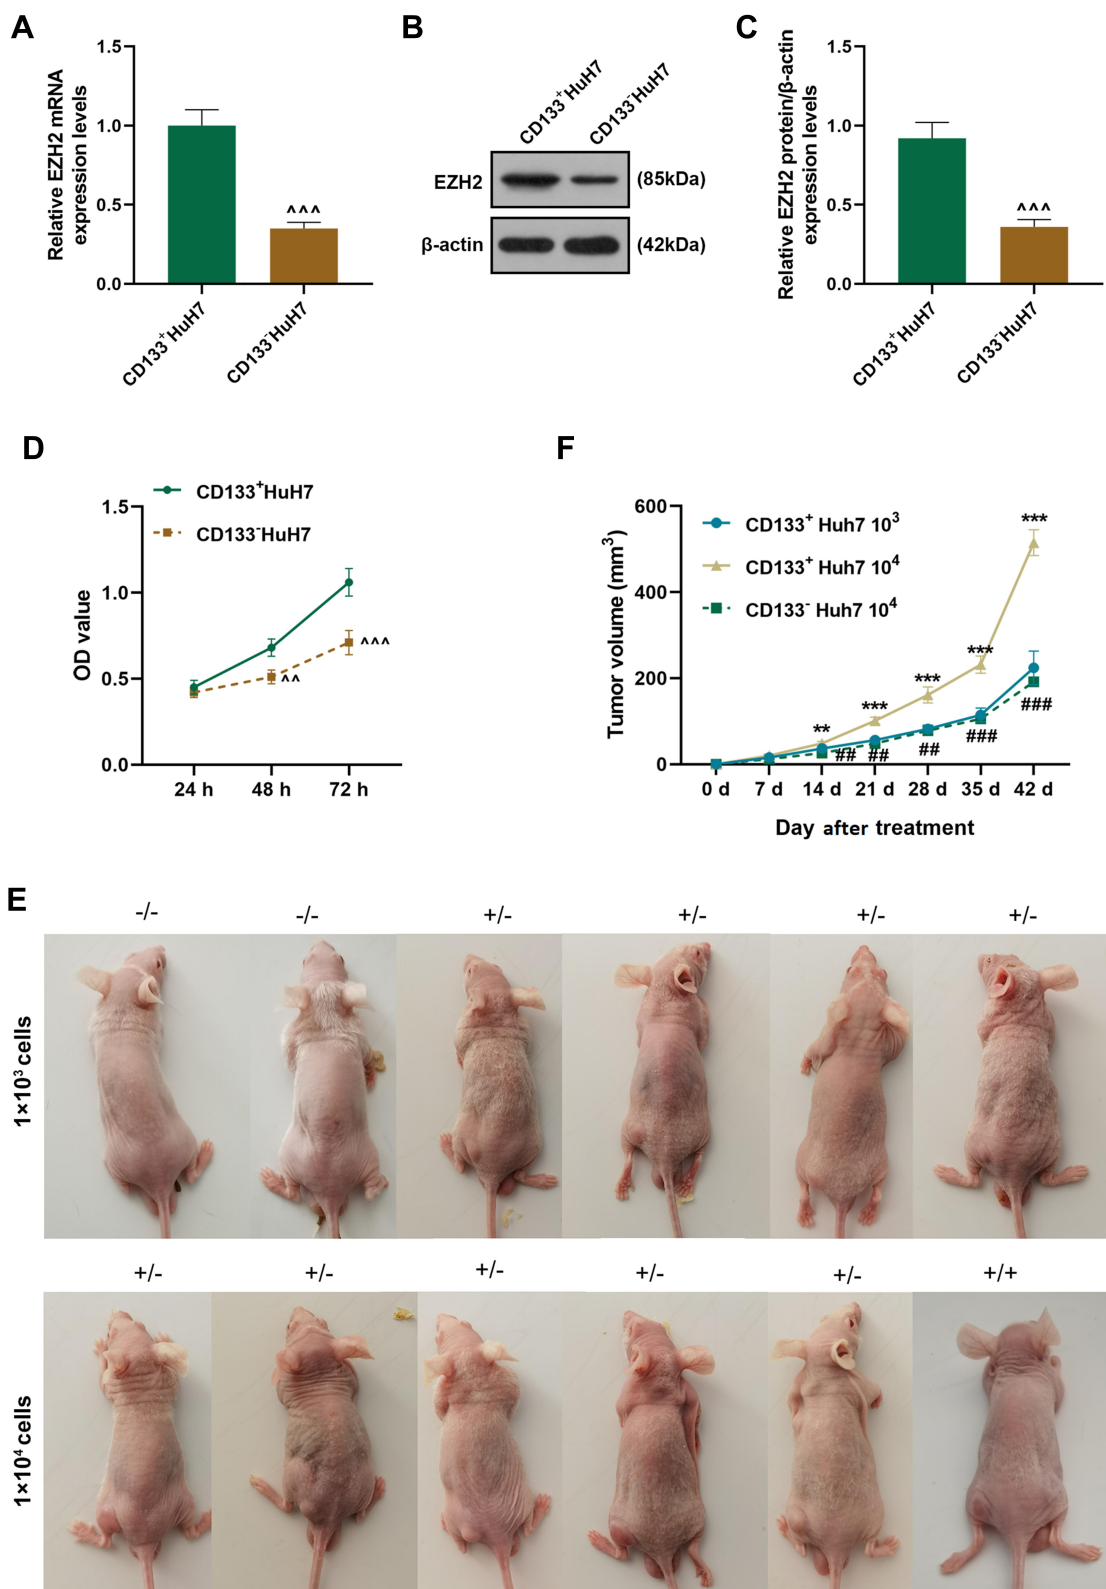 A
1.5
1.0
0.5
0.0
Relative EZH2 mRNA
expression levels
^^^
CD133⁺HuH7
CD133⁻HuH7
B
CD133⁺HuH7
CD133⁻HuH7
EZH2
(85kDa)
β-actin
(42kDa)
C
1.5
1.0
0.5
0.0
Relative EZH2 protein/β-actin
expression levels
^^^
CD133⁺HuH7
CD133⁻HuH7
D
CD133⁺HuH7
CD133⁻HuH7
1.5
1.0
0.5
0.0
OD value
^^
^^^
24 h
48 h
72 h
F
600
400
200
0
Tumor volume (mm³)
CD133⁺ Huh7 10³
CD133⁺ Huh7 10⁴
CD133⁻ Huh7 10⁴
**
***
***
***
***
##
##
##
###
###
0 d
7 d
14 d
21 d
28 d
35 d
42 d
Day after treatment
E
-/-
-/-
+/-
+/-
+/-
+/-
1×10³ cells
+/-
+/-
+/-
+/-
+/-
+/+
1×10⁴ cells